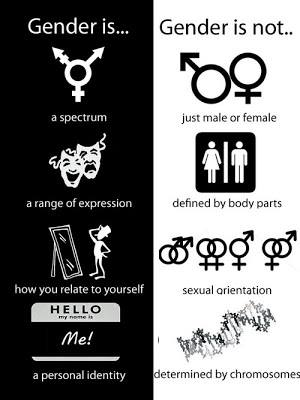 Gender is...
a spectrum
a range of expression
how you relate to yourself
HELLO
my name is
Me!
a personal identity
Gender is not..
just male or female
defined by body parts
sexual orientation
determined by chromosomes